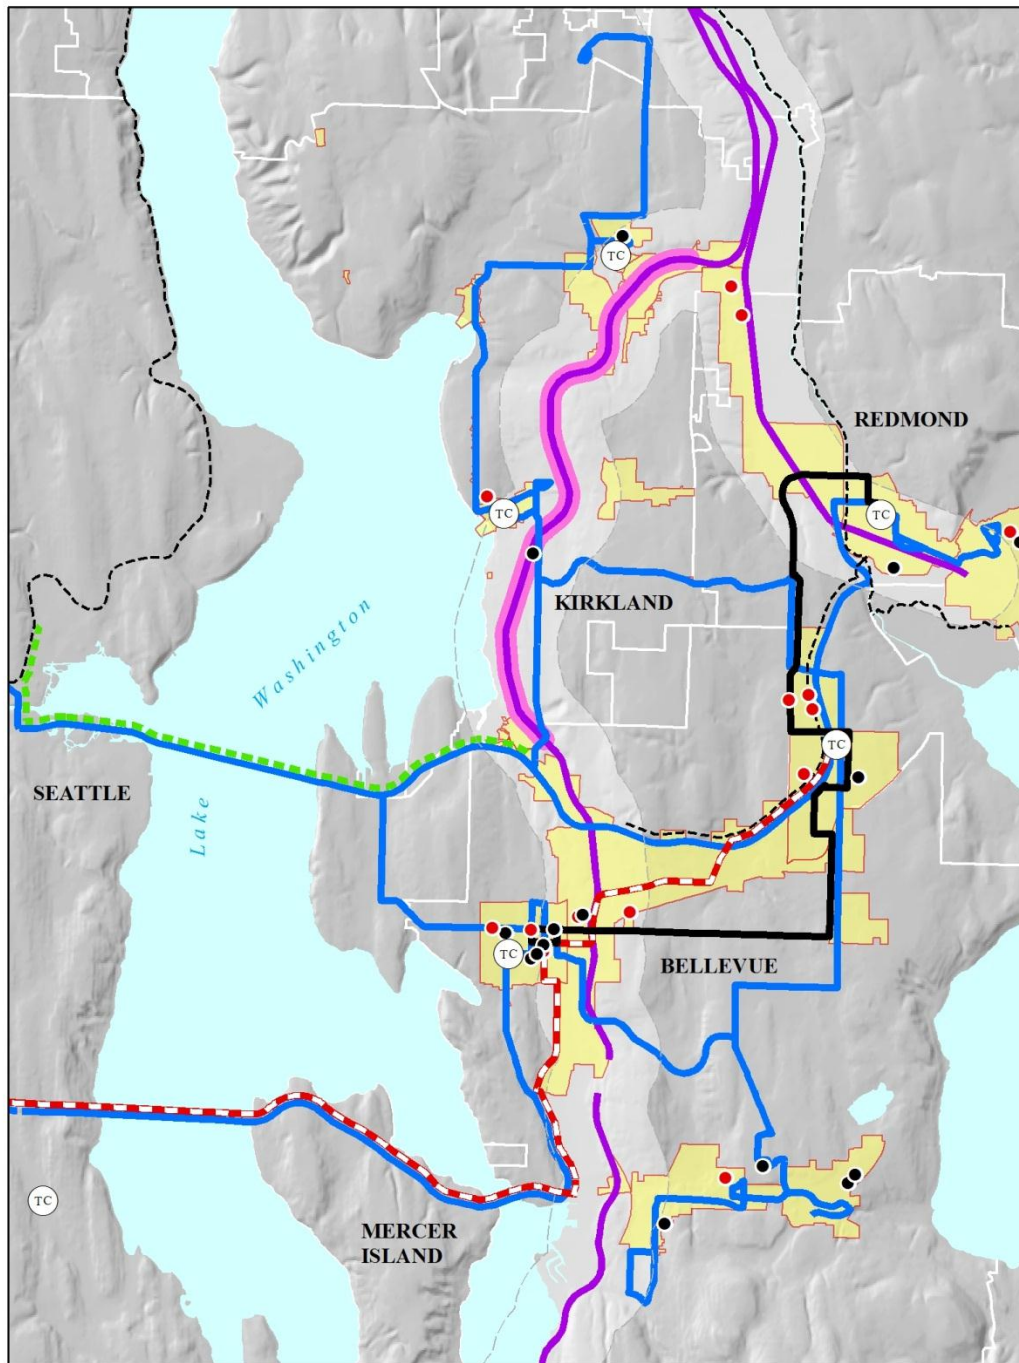 TC
REDMOND
TC
TC
KIRKLAND
Washington
TC
SEATTLE
Lake
TC
BELLEVUE
TC
MERCER
ISLAND